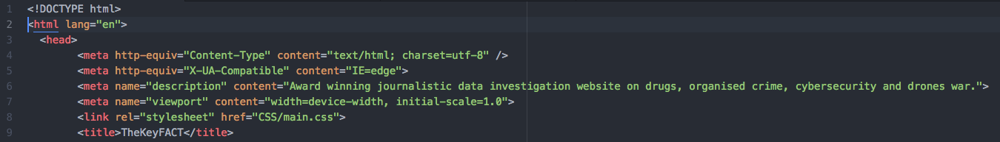 1 <!DOCTYPE html>
2 <html lang="en">
3 <head>
4 <meta http-equiv="Content-Type" content="text/html; charset=utf-8" />
5 <meta http-equiv="X-UA-Compatible" content="IE=edge">
6 <meta name="description" content="Award winning journalistic data investigation website on drugs, organised crime, cybersecurity and drones war.">
7 <meta name="viewport" content="width=device-width, initial-scale=1.0">
8 <link rel="stylesheet" href="CSS/main.css">
9 <title>TheKeyFACT</title>